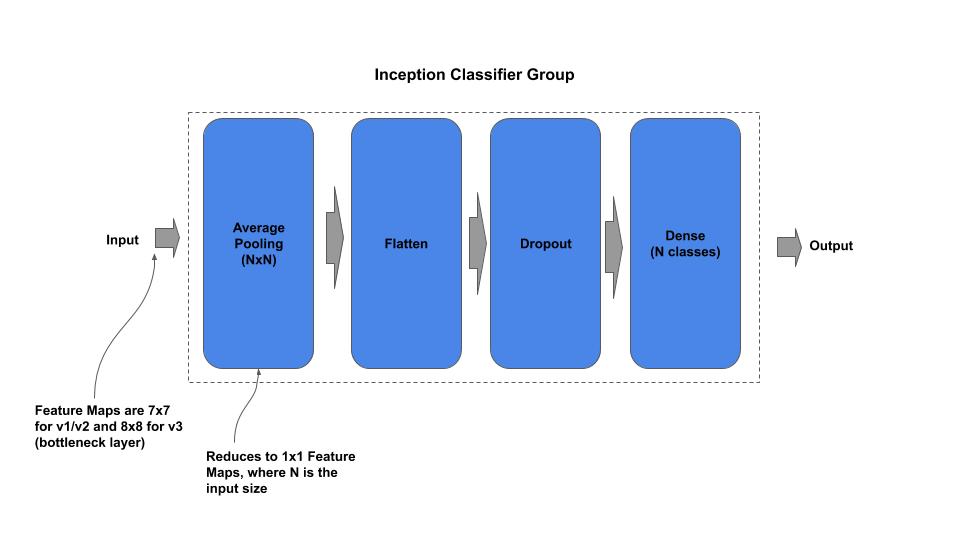 Inception Classifier Group
Input
Average
Pooling
(NxN)
Flatten
Dropout
Dense
(N classes)
Output
Feature Maps are 7x7
for v1/v2 and 8x8 for v3
(bottleneck layer)
Reduces to 1x1 Feature
Maps, where N is the
input size